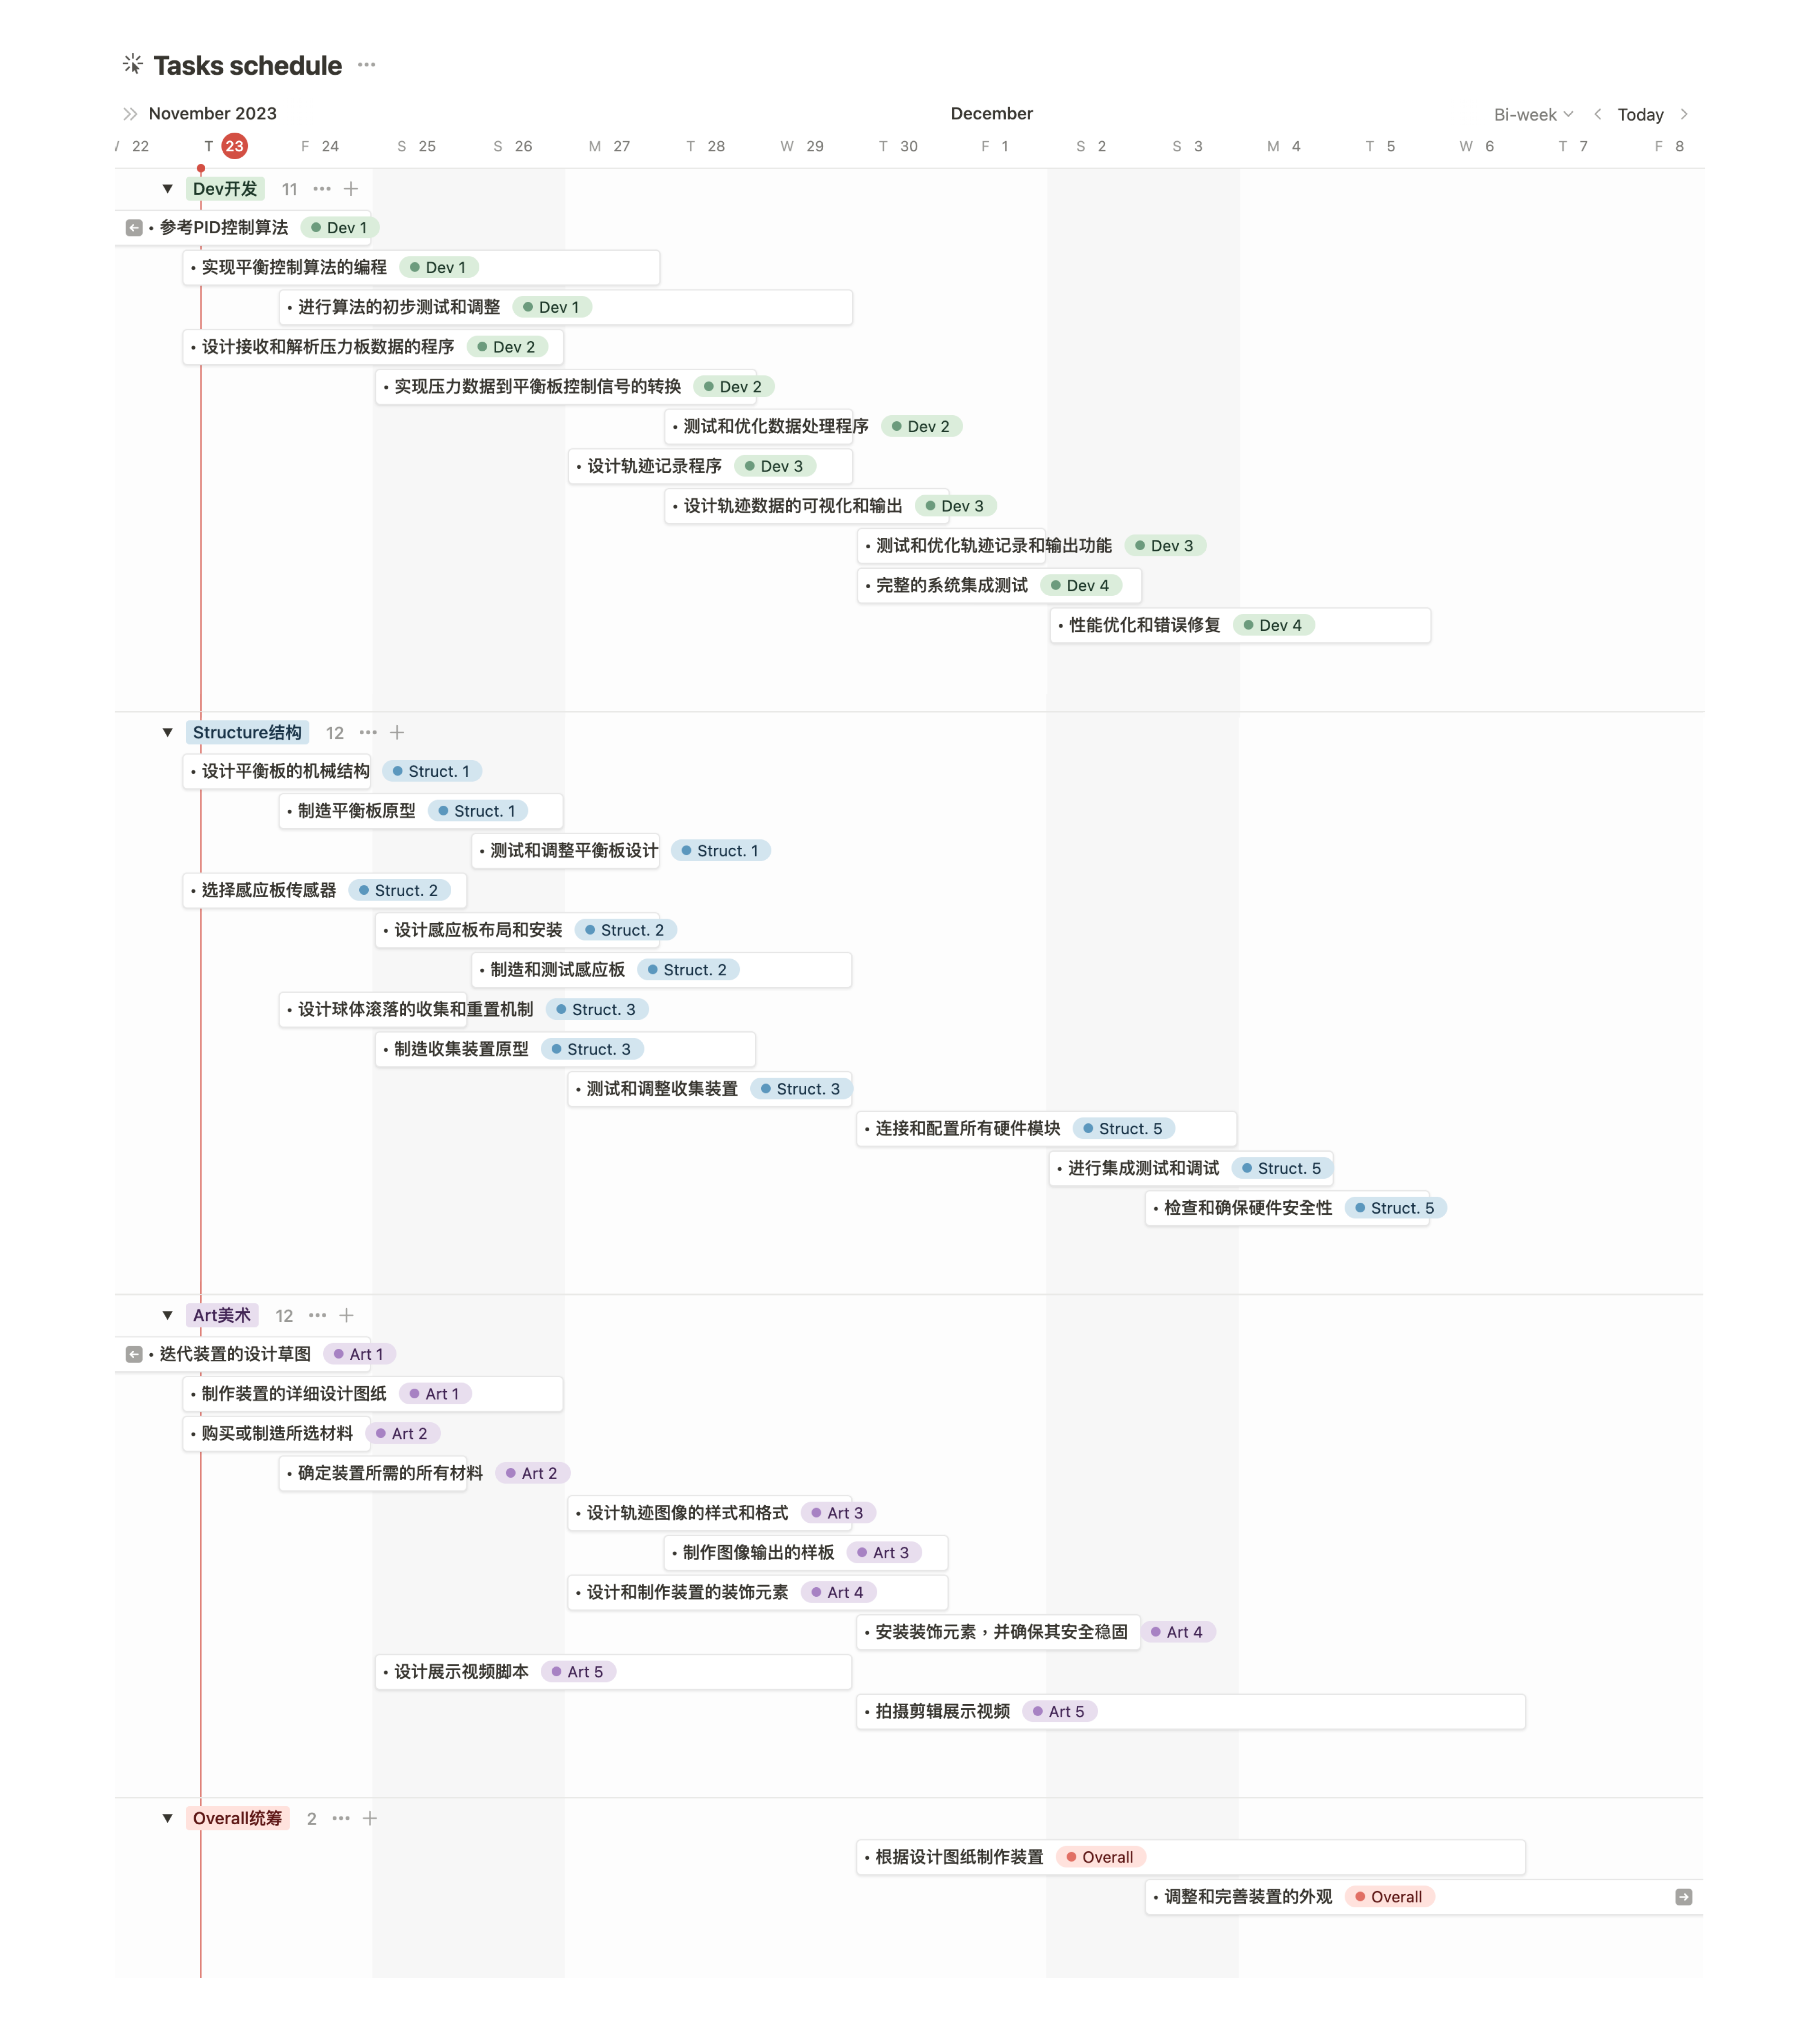 Tasks schedule
November 2023 December Bi-week Today
22 T 23 F 24 S 25 S 26 M 27 T 28 W 29 T 30 F 1 S 2 S 3 M 4 T 5 W 6 T 7 F 8
Dev开发 11
参考PID控制算法 Dev 1
实现平衡控制算法的编程 Dev 1
进行算法的初步测试和调整 Dev 1
设计接收和解析压力板数据的程序 Dev 2
实现压力数据到平衡板控制信号的转换 Dev 2
测试和优化数据处理程序 Dev 2
设计轨迹记录程序 Dev 3
设计轨迹数据的可视化和输出 Dev 3
测试和优化轨迹记录和输出功能 Dev 3
完整的系统集成测试 Dev 4
性能优化和错误修复 Dev 4
Structure结构 12
设计平衡板的机械结构 Struct. 1
制造平衡板原型 Struct. 1
测试和调整平衡板设计 Struct. 1
选择感应板传感器 Struct. 2
设计感应板布局和安装 Struct. 2
制造和测试感应板 Struct. 2
设计球体滚落的收集和重置机制 Struct. 3
制造收集装置原型 Struct. 3
测试和调整收集装置 Struct. 3
连接和配置所有硬件模块 Struct. 5
进行集成测试和调试 Struct. 5
检查和确保硬件安全性 Struct. 5
Art美术 12
迭代装置的设计草图 Art 1
制作装置的详细设计图纸 Art 1
购买或制造所选材料 Art 2
确定装置所需的所有材料 Art 2
设计轨迹图像的样式和格式 Art 3
制作图像输出的样板 Art 3
设计和制作装置的装饰元素 Art 4
安装装饰元素，并确保其安全稳固 Art 4
设计展示视频脚本 Art 5
拍摄剪辑展示视频 Art 5
Overall统筹 2
根据设计图纸制作装置 Overall
调整和完善装置的外观 Overall